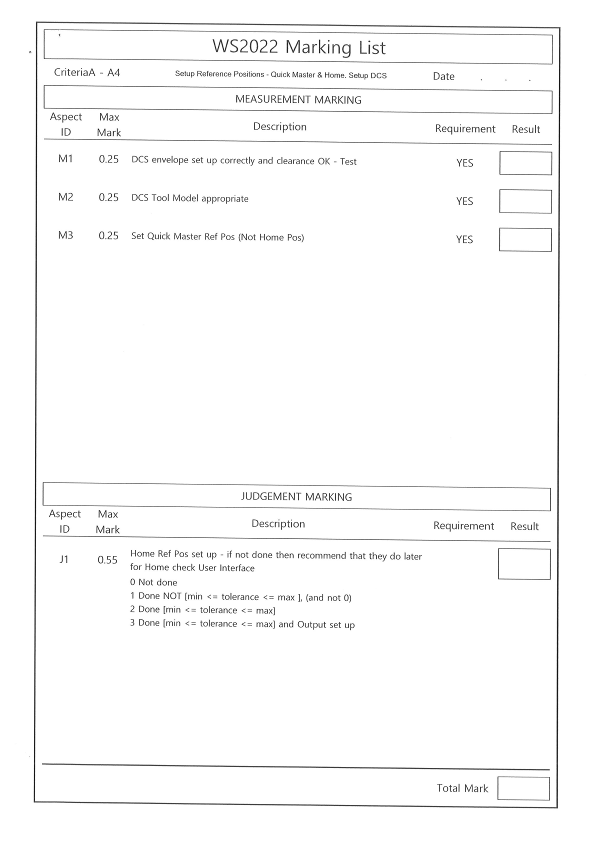 WS2022 Marking List
CriteriaA - A4 Setup Reference Positions - Quick Master & Home. Setup DCS Date . . .
MEASUREMENT MARKING
Aspect ID Max Mark Description Requirement Result
M1 0.25 DCS envelope set up correctly and clearance OK - Test YES
M2 0.25 DCS Tool Model appropriate YES
M3 0.25 Set Quick Master Ref Pos (Not Home Pos) YES
JUDGEMENT MARKING
Aspect ID Max Mark Description Requirement Result
J1 0.55 Home Ref Pos set up - if not done then recommend that they do later
for Home check User Interface
0 Not done
1 Done NOT [min <= tolerance <= max ], (and not 0)
2 Done [min <= tolerance <= max]
3 Done [min <= tolerance <= max] and Output set up
Total Mark